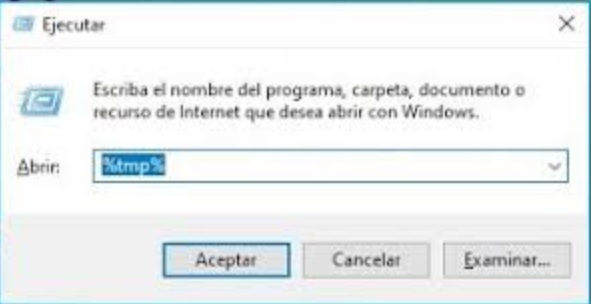 Ejecutar
Escriba el nombre del programa, carpeta, documento o
recurso de Internet que desea abrir con Windows.
Abrir: %tmp%
Aceptar Cancelar Examinar...